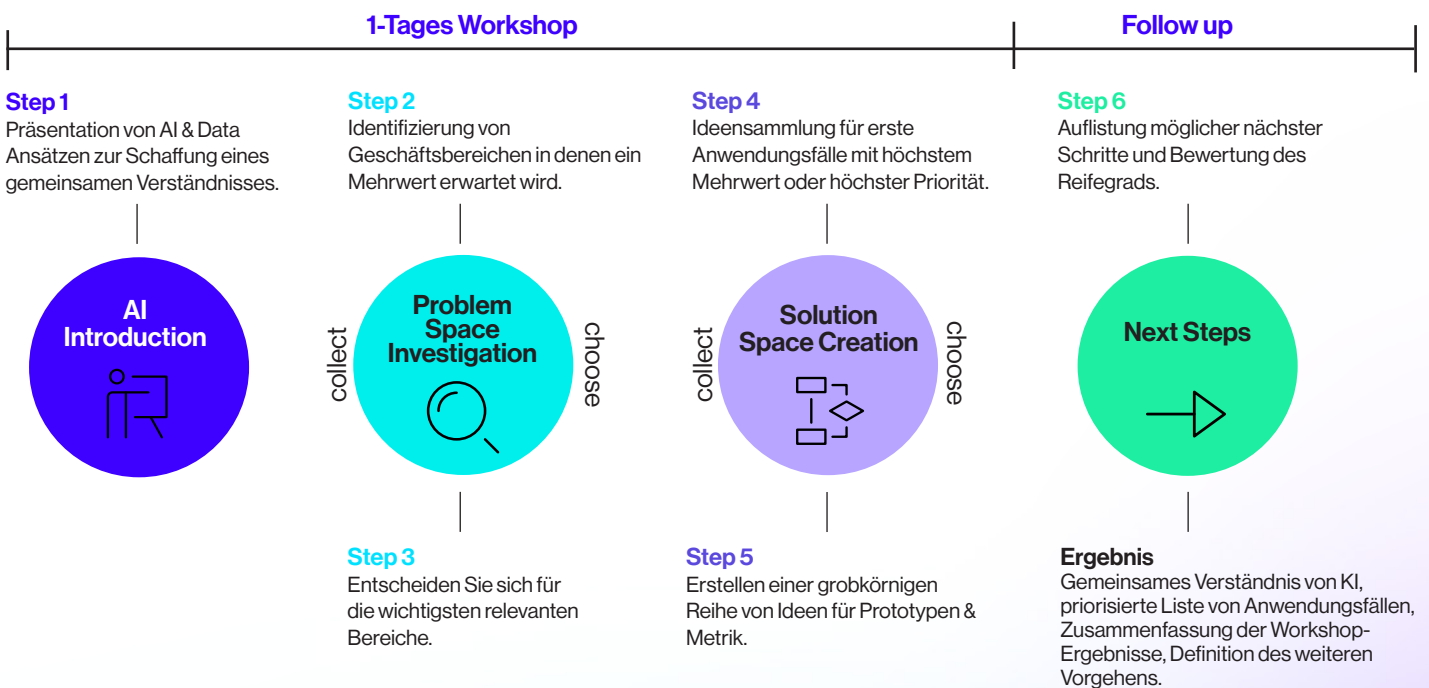 1-Tages Workshop
Follow up
Step 1
Präsentation von AI & Data
Ansätzen zur Schaffung eines
gemeinsamen Verständnisses.
Step 2
Identifizierung von
Geschäftsbereichen in denen ein
Mehrwert erwartet wird.
Step 4
Ideensammlung für erste
Anwendungsfälle mit höchstem
Mehrwert oder höchster Priorität.
Step 6
Auflistung möglicher nächster
Schritte und Bewertung des
Reifegrads.
AI
Introduction
collect
Problem
Space
Investigation
choose
collect
Solution
Space Creation
choose
Next Steps
Step 3
Entscheiden Sie sich für
die wichtigsten relevanten
Bereiche.
Step 5
Erstellen einer grobkörnigen
Reihe von Ideen für Prototypen &
Metrik.
Ergebnis
Gemeinsames Verständnis von KI,
priorisierte Liste von Anwendungsfällen,
Zusammenfassung der Workshop-
Ergebnisse, Definition des weiteren
Vorgehens.